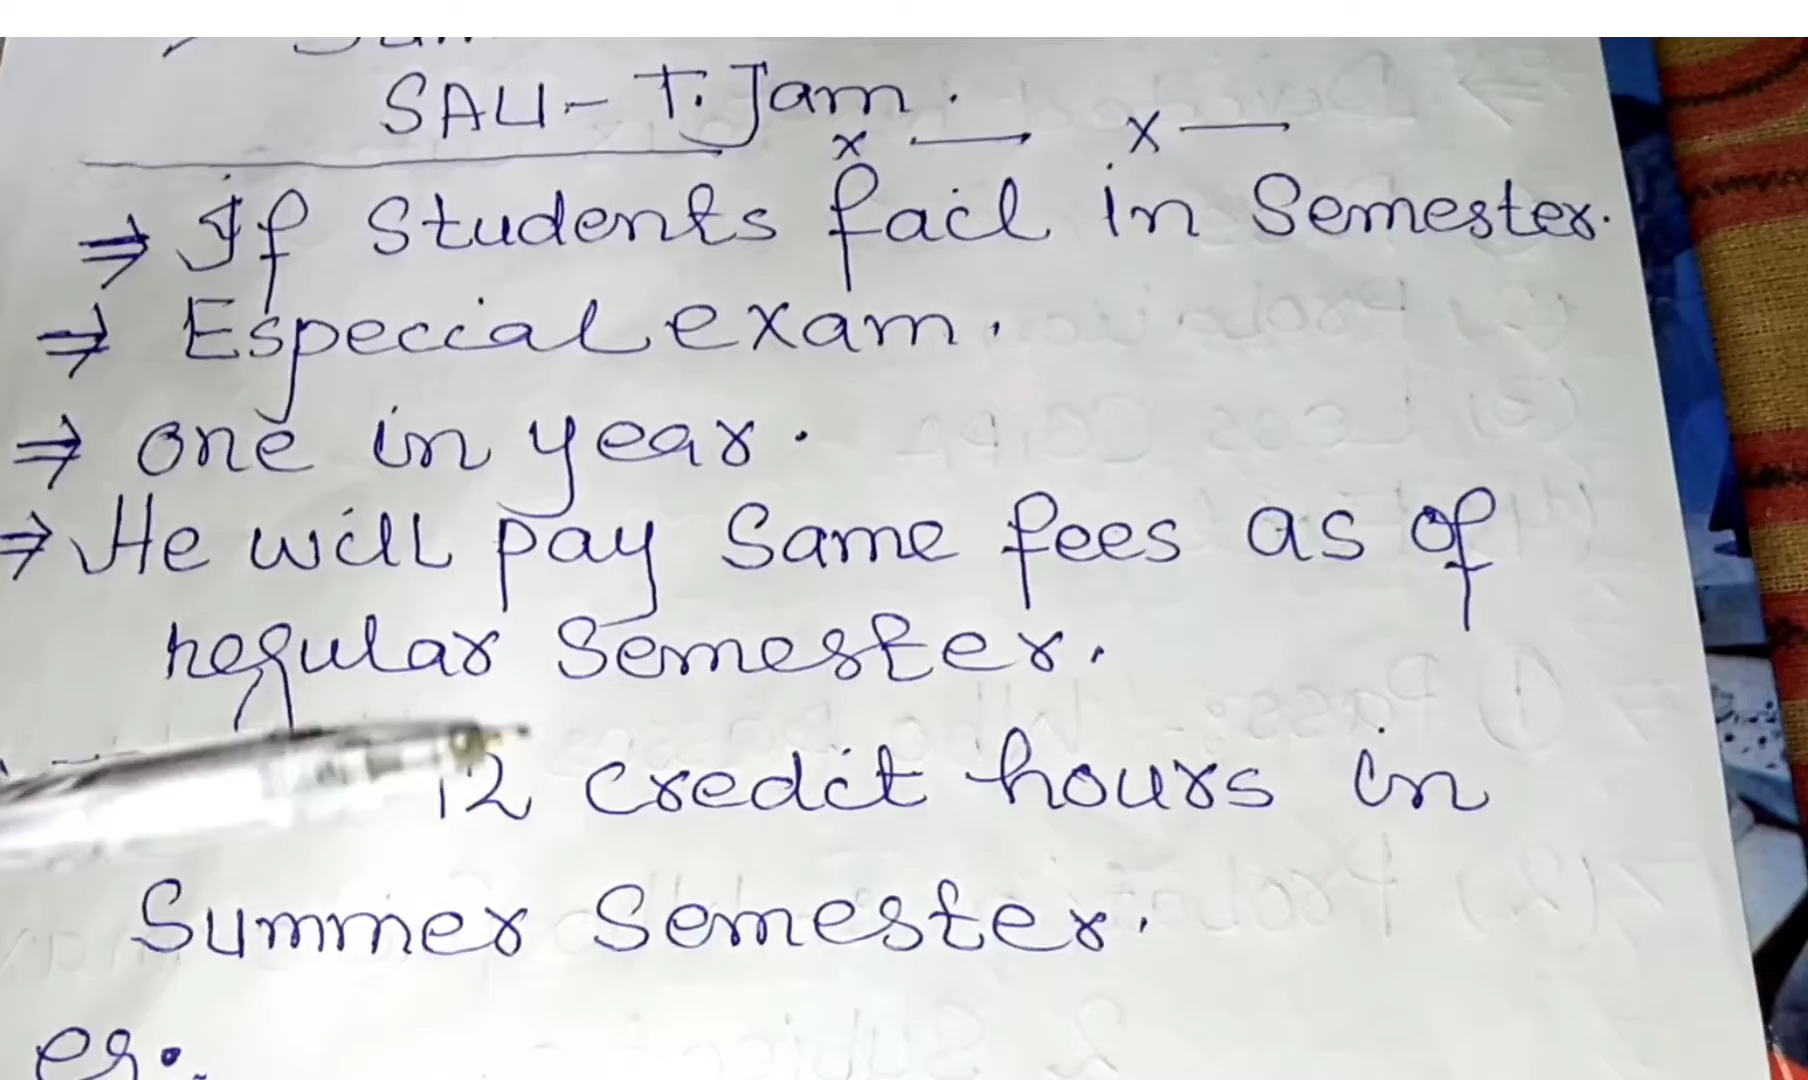 SAU - T. Jam.
x — x —
⇒ If students fail in Semester.
⇒ Especial exam.
⇒ one in year.
⇒ He will pay same fees as of
regular semester.
12 credit hours in
Summer semester.